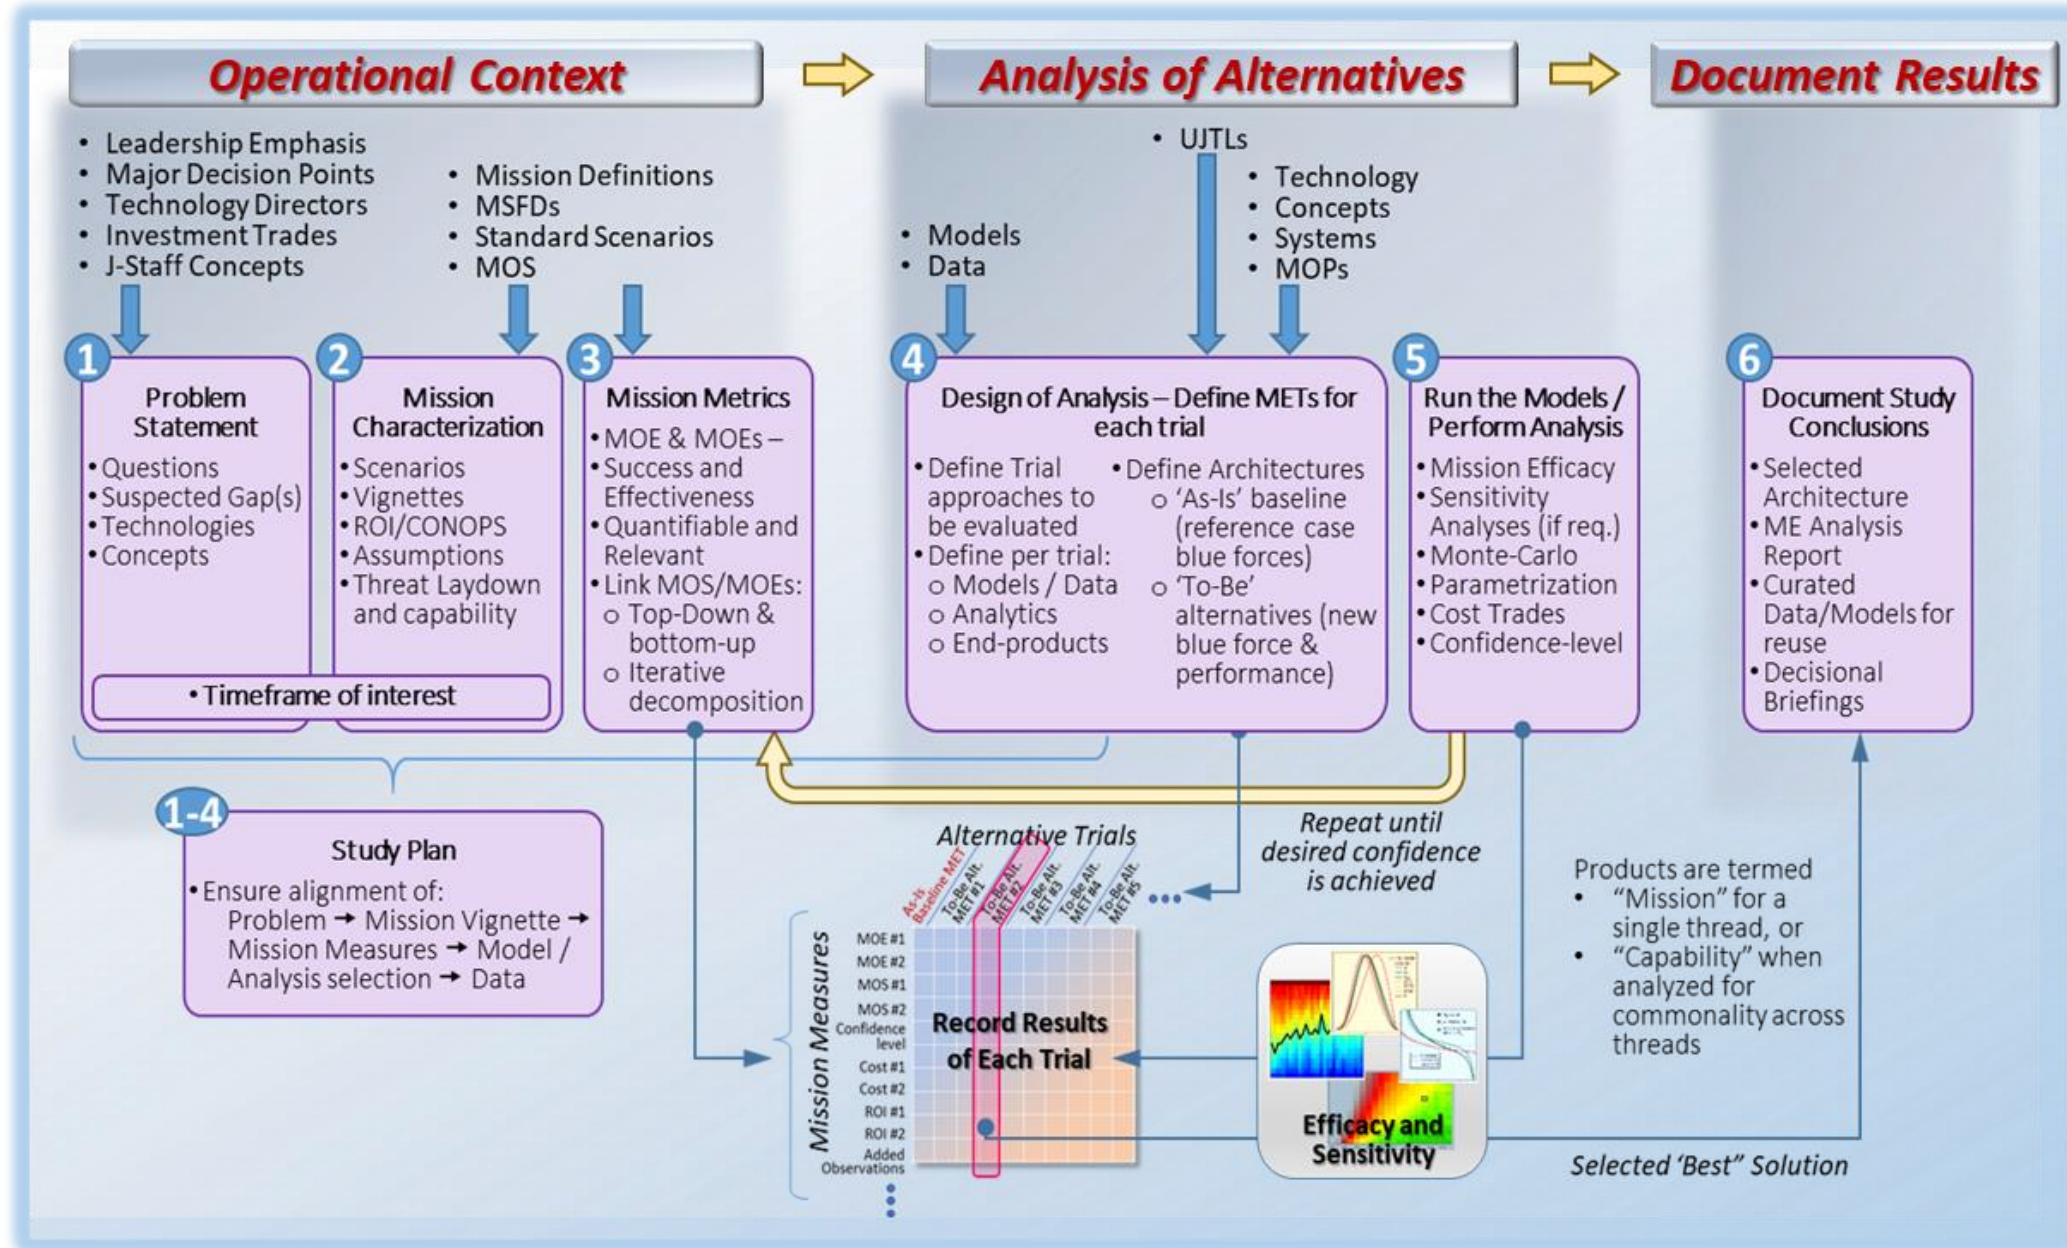 Operational Context
Analysis of Alternatives
Document Results
• Leadership Emphasis
• Major Decision Points
• Technology Directors
• Investment Trades
• J-Staff Concepts
• Mission Definitions
• MSFDs
• Standard Scenarios
• MOS
• Models
• Data
• UJTLs
• Technology
• Concepts
• Systems
• MOPs
1
Problem
Statement
• Questions
• Suspected Gap(s)
• Technologies
• Concepts
2
Mission
Characterization
• Scenarios
• Vignettes
• ROI/CONOPS
• Assumptions
• Threat Laydown
and capability
• Timeframe of interest
3
Mission Metrics
• MOE & MOEs –
• Success and
Effectiveness
• Quantifiable and
Relevant
• Link MOS/MOEs:
o Top-Down &
bottom-up
o Iterative
decomposition
4
Design of Analysis – Define METs for
each trial
• Define Trial
approaches to
be evaluated
• Define per trial:
o Models / Data
o Analytics
o End-products
• Define Architectures
o ‘As-Is’ baseline
(reference case
blue forces)
o ‘To-Be’
alternatives (new
blue force &
performance)
5
Run the Models /
Perform Analysis
• Mission Efficacy
• Sensitivity
Analyses (if req.)
• Monte-Carlo
• Parametrization
• Cost Trades
• Confidence-level
6
Document Study
Conclusions
• Selected
Architecture
• ME Analysis
Report
• Curated
Data/Models for
reuse
• Decisional
Briefings
1-4
Study Plan
• Ensure alignment of:
Problem → Mission Vignette →
Mission Measures → Model /
Analysis selection → Data
Alternative Trials
As-Is
Baseline MET
To-Be Alt.
MET #1
To-Be Alt.
MET #2
To-Be Alt.
MET #3
To-Be Alt.
MET #4
To-Be Alt.
MET #5
Repeat until
desired confidence
is achieved
Mission Measures
MOE #1
MOE #2
MOS #1
MOS #2
Confidence
level
Cost #1
Cost #2
ROI #1
ROI #2
Added
Observations
Record Results
of Each Trial
Efficacy and
Sensitivity
Products are termed
• “Mission” for a
single thread, or
• “Capability” when
analyzed for
commonality across
threads
Selected ‘Best” Solution